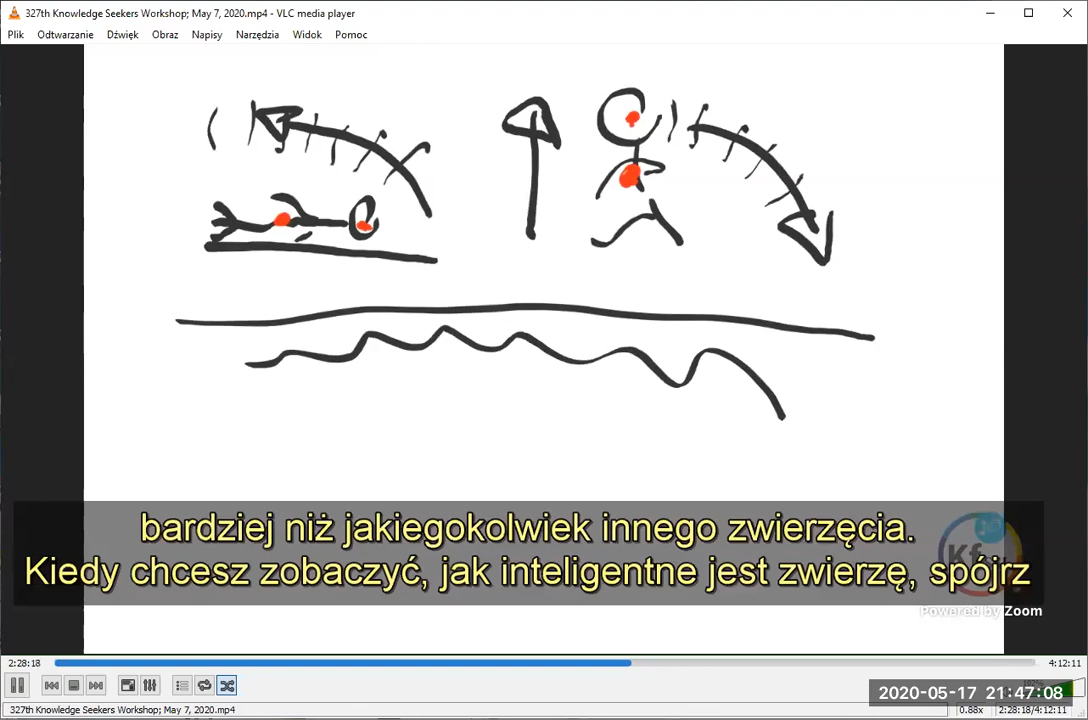 327th Knowledge Seekers Workshop; May 7, 2020.mp4 - VLC media player
Plik Odtwarzanie Dźwięk Obraz Napisy Narzędzia Widok Pomoc
bardziej niż jakiegokolwiek innego zwierzęcia.
Kiedy chcesz zobaczyć, jak inteligentne jest zwierzę, spójrz
Kf
Powered by Zoom
2:28:18 4:12:11
102%
2020-05-17 21:47:08
327th Knowledge Seekers Workshop; May 7, 2020.mp4 0.88x 2:28:18/4:12:11